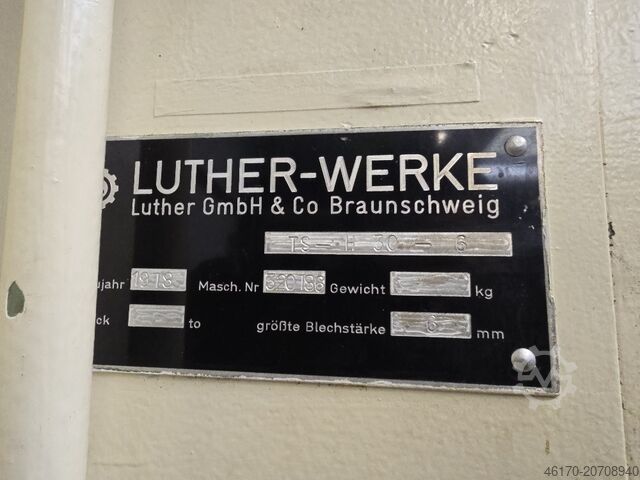 LUTHER-WERKE
Luther GmbH & Co Braunschweig
TS-H 30-6
ujahr 1978 Masch. Nr 320186 Gewicht kg
ck to größte Blechstärke 6 mm
46170-20708940